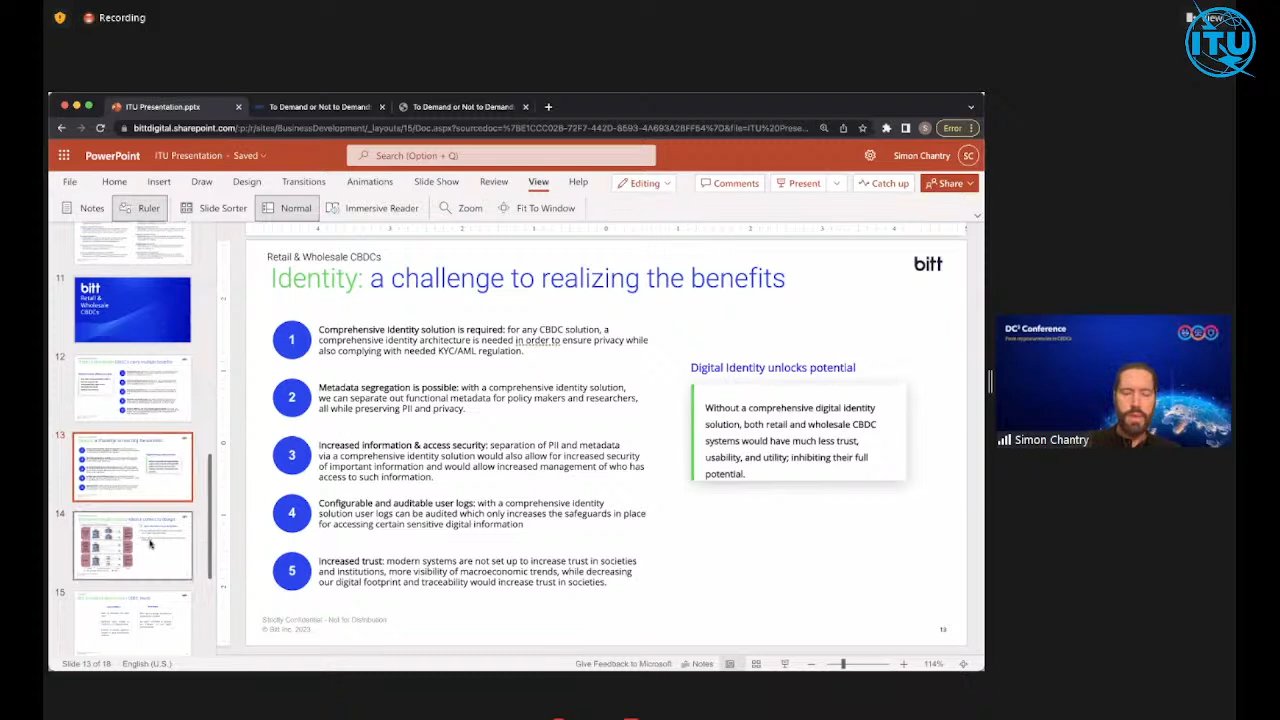 Recording
View
ITU
ITU Presentation.pptx
To Demand or Not to Demand:
To Demand or Not to Demand:
Error
PowerPoint
ITU Presentation - Saved
Search (Option + Q)
Simon Chantry
SC
File
Home
Insert
Draw
Design
Transitions
Animations
Slide Show
Review
View
Help
Editing
Comments
Present
Catch up
Share
Notes
Ruler
Slide Sorter
Normal
Immersive Reader
Zoom
Fit To Window
11
bitt
Retail &
Wholesale
CBDCs
12
13
14
15
Retail & Wholesale CBDCs
Identity: a challenge to realizing the benefits
bitt
1
Comprehensive identity solution is required: for any CBDC solution, a
comprehensive identity architecture is needed in order to ensure privacy while
also complying with needed KYC/AML regulation.
2
Metadata segregation is possible: with a comprehensive identity solution,
we can separate out functional metadata for policy makers and researchers,
all while preserving PII and privacy.
3
Increased information & access security: separation of PII and metadata
via a comprehensive identity solution would also allow for increased security
of important information and would allow improved management of who has
access to such information.
4
Configurable and auditable user logs: with a comprehensive identity
solution user logs can be audited which only increases the safeguards in place
for accessing certain sensitive digital information
5
Increased trust: modern systems are not set up to increase trust in societies
and institutions, more visibility of macroeconomic trends, while decreasing
our digital footprint and traceability would increase trust in societies.
Digital Identity unlocks potential
Without a comprehensive digital identity
solution, both retail and wholesale CBDC
systems would have much less trust,
usability, and utility; inhibiting their full
potential.
Strictly Confidential - Not for Distribution
© Bitt Inc. 2023
13
Slide 13 of 18
English (U.S.)
Give Feedback to Microsoft
Notes
114%
DC³ Conference
From cryptocurrencies to CBDCs
Simon Chantry